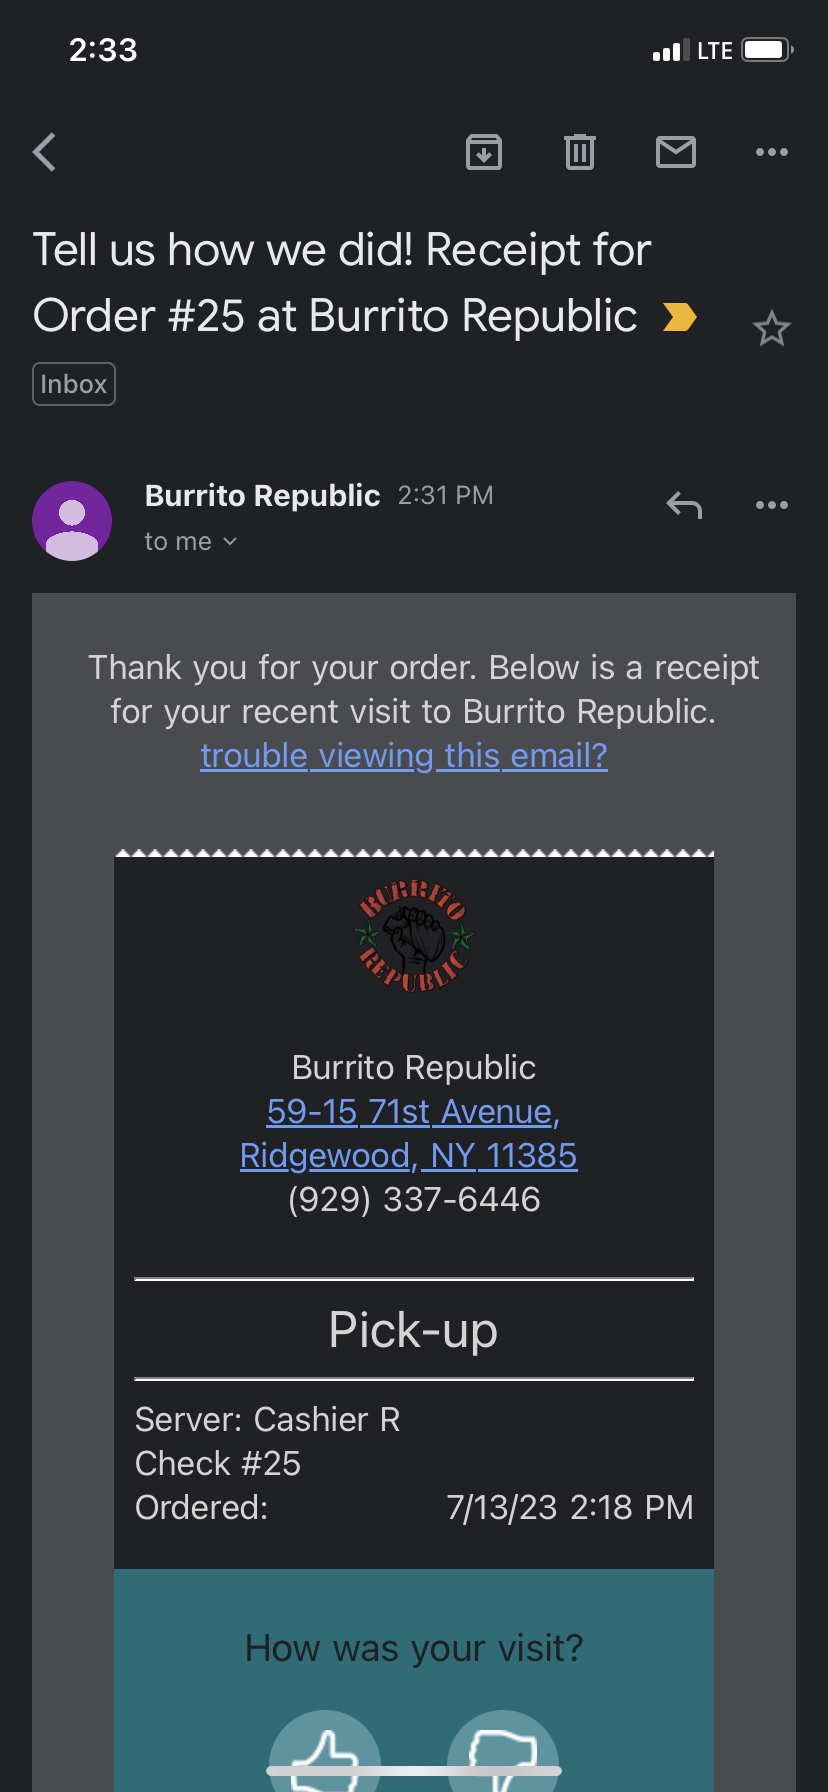 2:33
LTE
Tell us how we did! Receipt for
Order #25 at Burrito Republic
Inbox
Burrito Republic 2:31 PM
to me
Thank you for your order. Below is a receipt
for your recent visit to Burrito Republic.
trouble viewing this email?
BURRITO
REPUBLIC
Burrito Republic
59-15 71st Avenue,
Ridgewood, NY 11385
(929) 337-6446
Pick-up
Server: Cashier R
Check #25
Ordered: 7/13/23 2:18 PM
How was your visit?